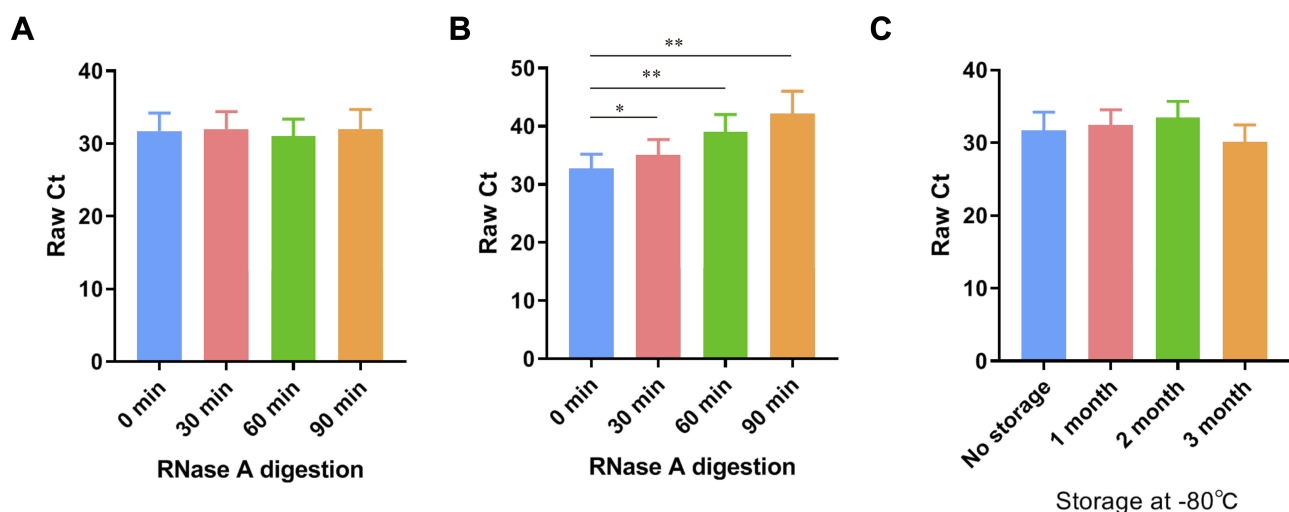 A
Raw Ct
40
30
20
10
0
0 min
30 min
60 min
90 min
RNase A digestion
B
Raw Ct
50
40
30
20
10
0
**
**
*
0 min
30 min
60 min
90 min
RNase A digestion
C
Raw Ct
40
30
20
10
0
No storage
1 month
2 month
3 month
Storage at -80℃